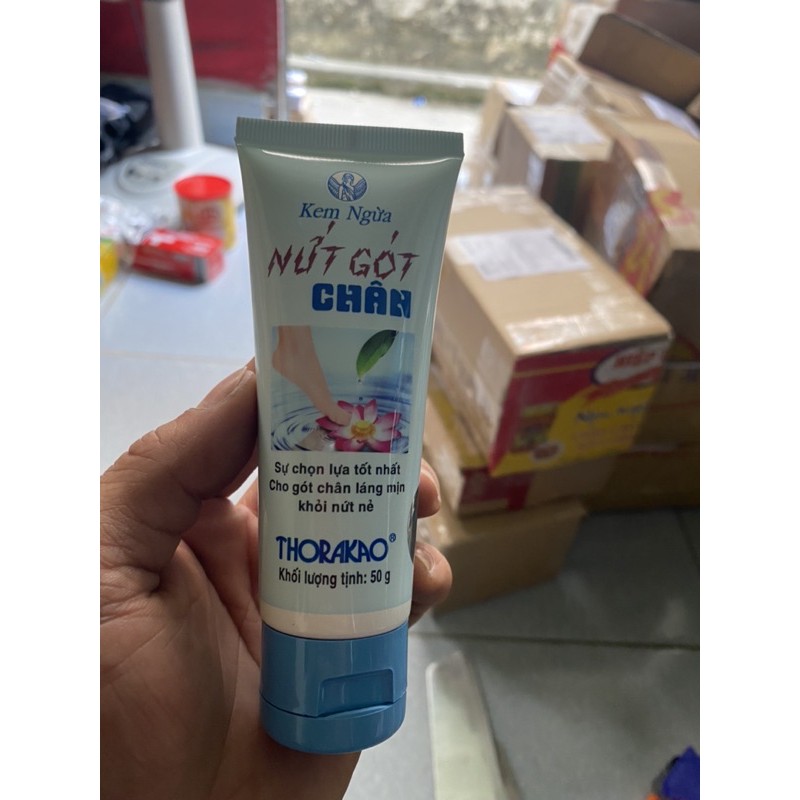 Kem Ngừa
NỨT GÓT
CHÂN
Sự chọn lựa tốt nhất
Cho gót chân láng mịn
khỏi nứt nẻ
THORAKAO®
Khối lượng tịnh: 50 g